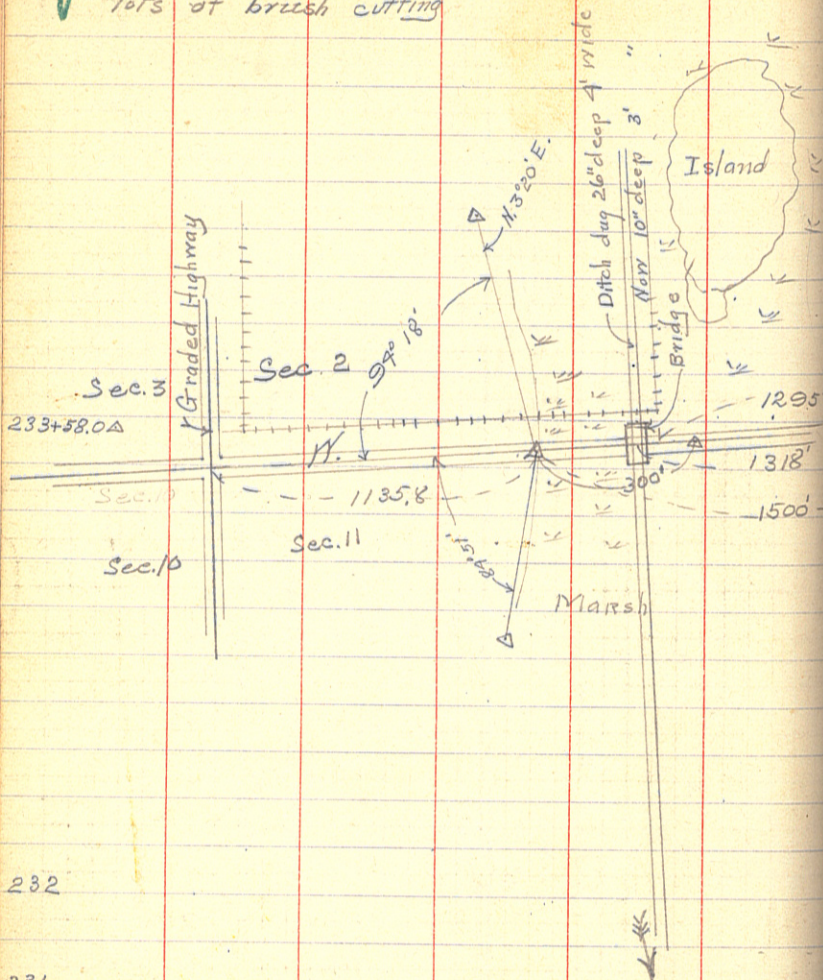 lots of brush cutting
Ditch dug 26" deep 4' wide
Now 10" deep 3' "
Island
N.3°20'E.
Graded Highway
94° 18'
Bridge
Sec. 2
Sec.3
233+58.0
1295
N.
1318'
300'
Sec.10
1135.8
1500'
Sec.11
Sec.10
Marsh
232